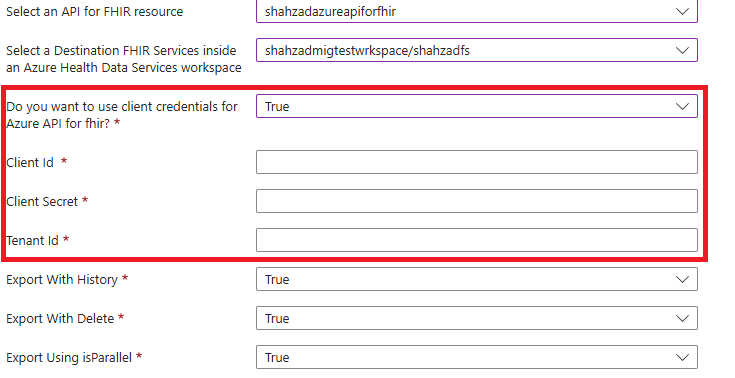 Select an API for FHIR resource
shahzadazureapiforfhir
Select a Destination FHIR Services inside
an Azure Health Data Services workspace
shahzadmigtestwrkspace/shahzadfs
Do you want to use client credentials for
Azure API for fhir? *
True
Client Id *
Client Secret *
Tenant Id *
Export With History *
True
Export With Delete *
True
Export Using isParallel *
True